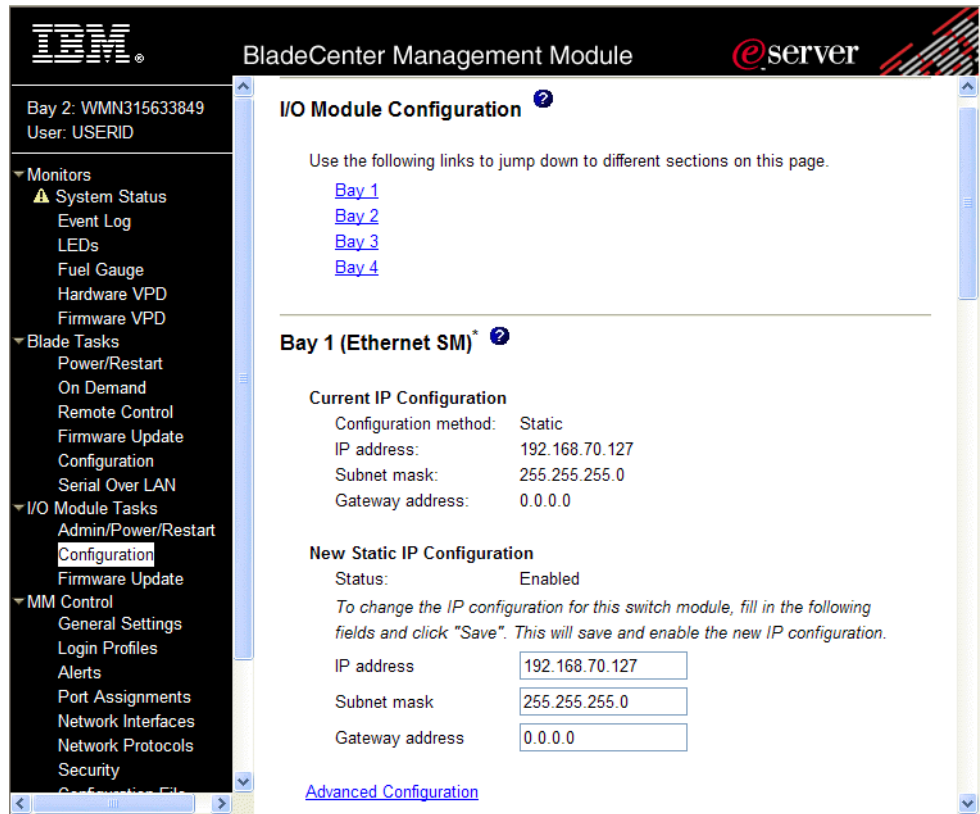 IBM®
BladeCenter Management Module
eserver
Bay 2: WMN315633849
User: USERID
Monitors
System Status
Event Log
LEDs
Fuel Gauge
Hardware VPD
Firmware VPD
Blade Tasks
Power/Restart
On Demand
Remote Control
Firmware Update
Configuration
Serial Over LAN
I/O Module Tasks
Admin/Power/Restart
Configuration
Firmware Update
MM Control
General Settings
Login Profiles
Alerts
Port Assignments
Network Interfaces
Network Protocols
Security
Configuration File
I/O Module Configuration ?
Use the following links to jump down to different sections on this page.
Bay 1
Bay 2
Bay 3
Bay 4
Bay 1 (Ethernet SM)* ?
Current IP Configuration
Configuration method: Static
IP address: 192.168.70.127
Subnet mask: 255.255.255.0
Gateway address: 0.0.0.0
New Static IP Configuration
Status: Enabled
To change the IP configuration for this switch module, fill in the following
fields and click "Save". This will save and enable the new IP configuration.
IP address 192.168.70.127
Subnet mask 255.255.255.0
Gateway address 0.0.0.0
Advanced Configuration